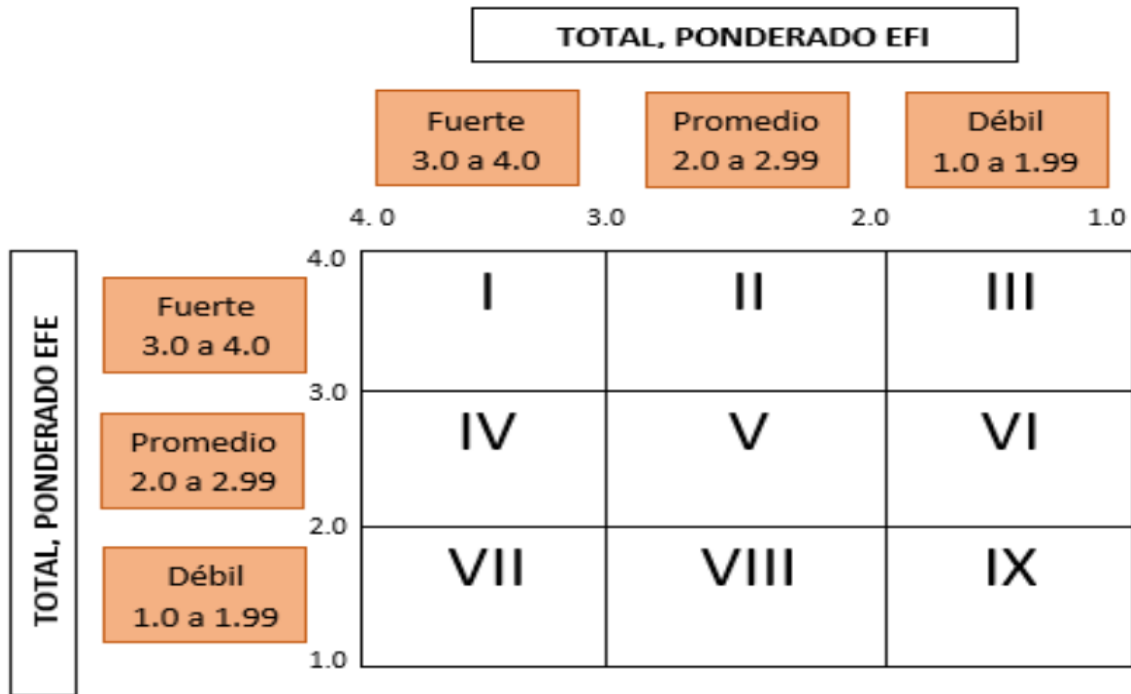 TOTAL, PONDERADO EFI
Fuerte
3.0 a 4.0
Promedio
2.0 a 2.99
Débil
1.0 a 1.99
4. 0
3.0
2.0
1.0
TOTAL, PONDERADO EFE
Fuerte
3.0 a 4.0
Promedio
2.0 a 2.99
Débil
1.0 a 1.99
4.0
3.0
2.0
1.0
I
II
III
IV
V
VI
VII
VIII
IX